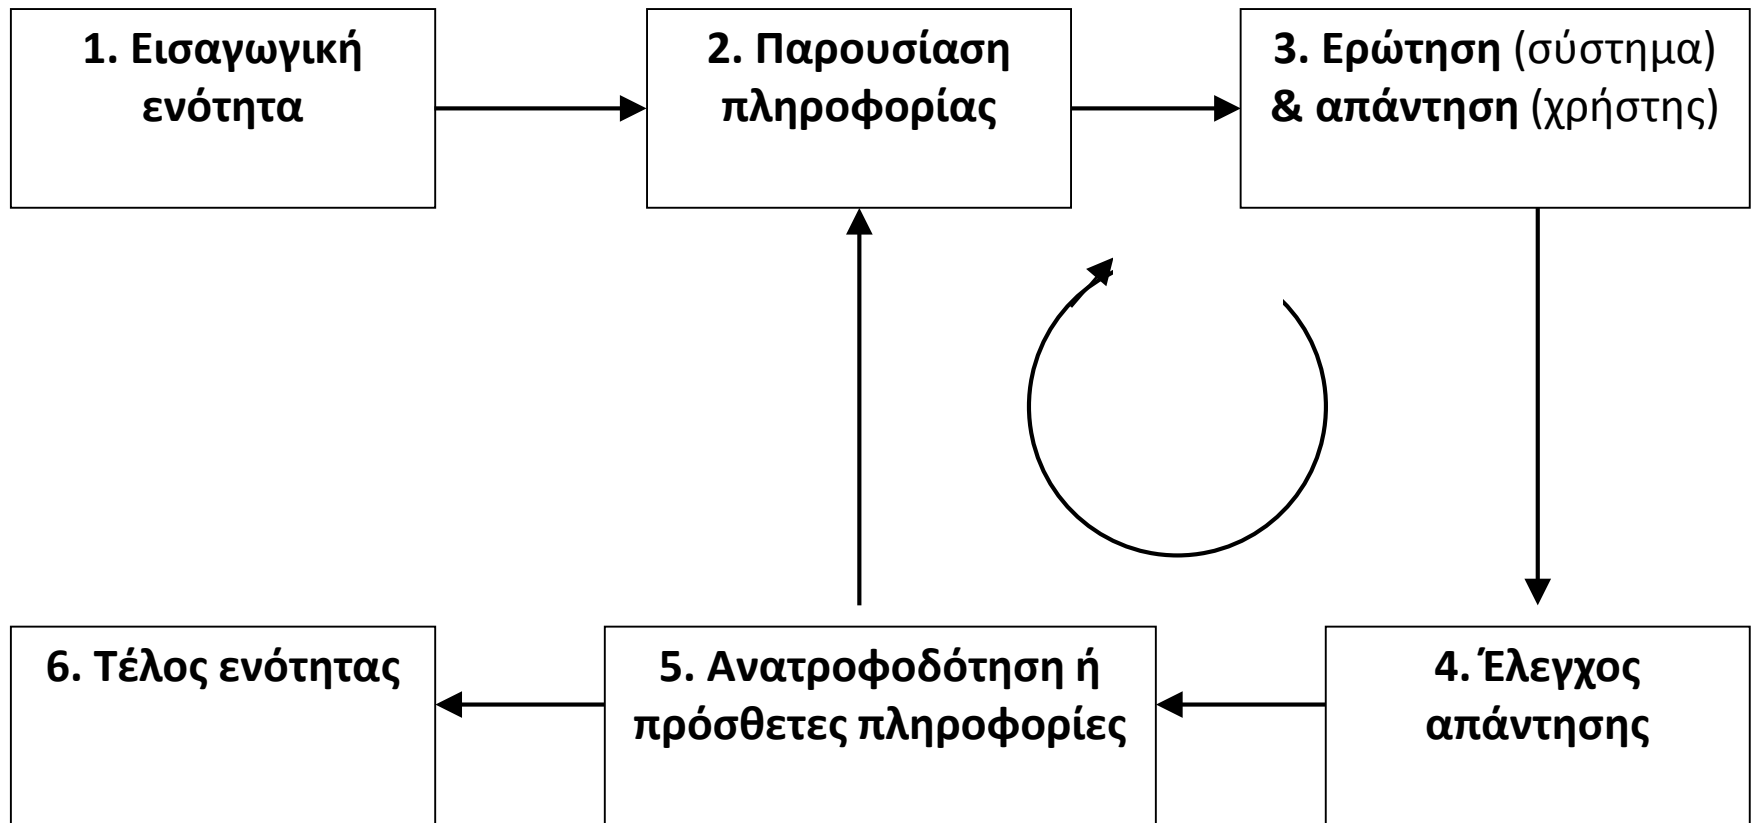 1. Εισαγωγική
ενότητα
2. Παρουσίαση
πληροφορίας
3. Ερώτηση (σύστημα)
& απάντηση (χρήστης)
6. Τέλος ενότητας
5. Ανατροφοδότηση ή
πρόσθετες πληροφορίες
4. Έλεγχος
απάντησης